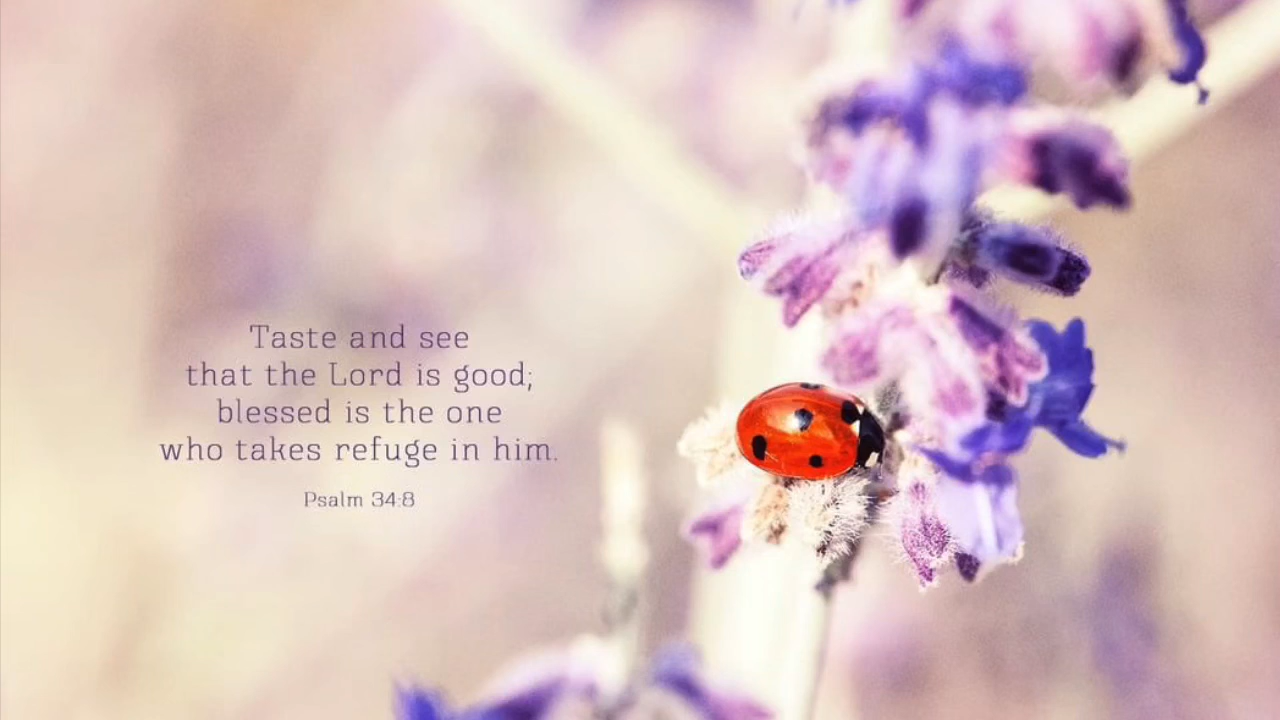 Taste and see
that the Lord is good;
blessed is the one
who takes refuge in him.
Psalm 34:8